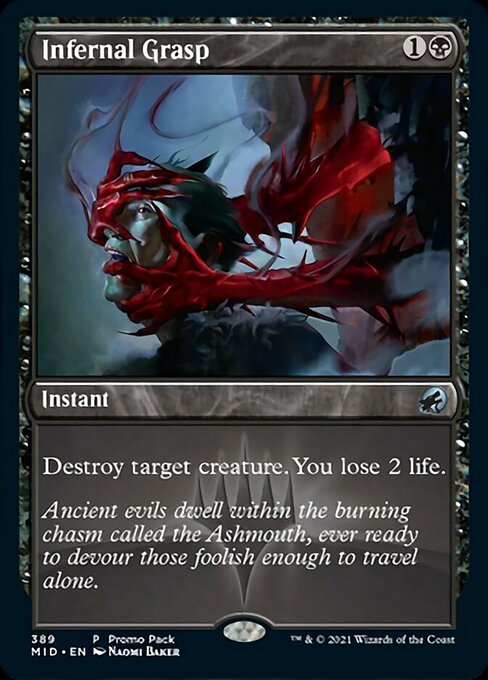 Infernal Grasp 1
Instant
Destroy target creature. You lose 2 life.
Ancient evils dwell within the burning
chasm called the Ashmouth, ever ready
to devour those foolish enough to travel
alone.
389 P Promo Pack
MID • EN Naomi Baker
™ & © 2021 Wizards of the Coast